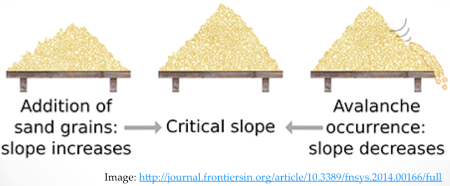 Addition of
sand grains:
slope increases
Critical slope
Avalanche
occurrence:
slope decreases
Image: http://journal.frontiersin.org/article/10.3389/fnsys.2014.00166/full